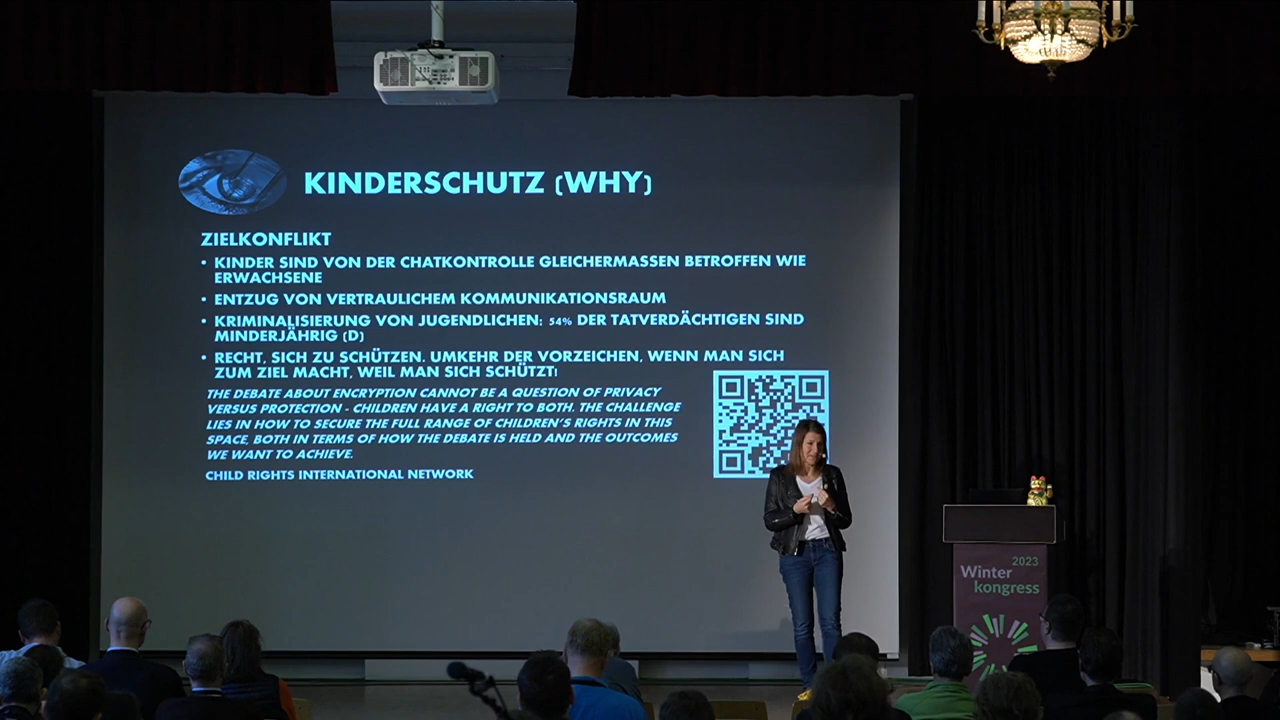 KINDERSCHUTZ (WHY)
ZIELKONFLIKT
• KINDER SIND VON DER CHATKONTROLLE GLEICHERMASSEN BETROFFEN WIE
ERWACHSENE
• ENTZUG VON VERTRAULICHEM KOMMUNIKATIONSRAUM
• KRIMINALISIERUNG VON JUGENDLICHEN: 54% DER TATVERDÄCHTIGEN SIND
MINDERJÄHRIG (D)
• RECHT, SICH ZU SCHÜTZEN. UMKEHR DER VORZEICHEN, WENN MAN SICH
ZUM ZIEL MACHT, WEIL MAN SICH SCHÜTZT!
THE DEBATE ABOUT ENCRYPTION CANNOT BE A QUESTION OF PRIVACY
VERSUS PROTECTION - CHILDREN HAVE A RIGHT TO BOTH. THE CHALLENGE
LIES IN HOW TO SECURE THE FULL RANGE OF CHILDREN'S RIGHTS IN THIS
SPACE, BOTH IN TERMS OF HOW THE DEBATE IS HELD AND THE OUTCOMES
WE WANT TO ACHIEVE.
CHILD RIGHTS INTERNATIONAL NETWORK
2023
Winter
kongress